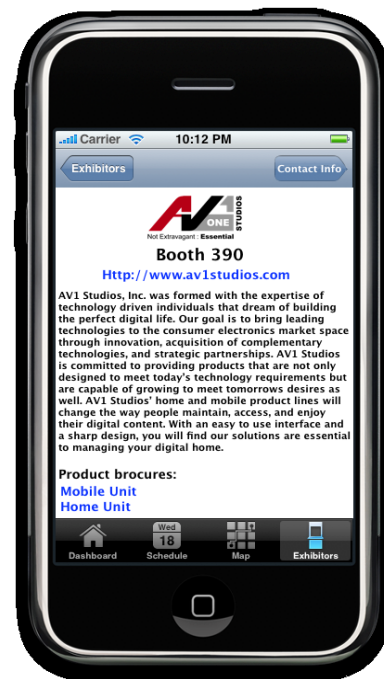 Carrier 10:12 PM
Exhibitors Contact Info
AV1
ONE
STUDIOS
Not Extravagant : Essential
Booth 390
Http://www.av1studios.com
AV1 Studios, Inc. was formed with the expertise of
technology driven individuals that dream of building
the perfect digital life. Our goal is to bring leading
technologies to the consumer electronics market space
through innovation, acquisition of complementary
technologies, and strategic partnerships. AV1 Studios
is committed to providing products that are not only
designed to meet today's technology requirements but
are capable of growing to meet tomorrows desires as
well. AV1 Studios' home and mobile product lines will
change the way people maintain, access, and enjoy
their digital content. With an easy to use interface and
a sharp design, you will find our solutions are essential
to managing your digital home.
Product brocures:
Mobile Unit
Home Unit
Wed
18
Dashboard Schedule Map Exhibitors